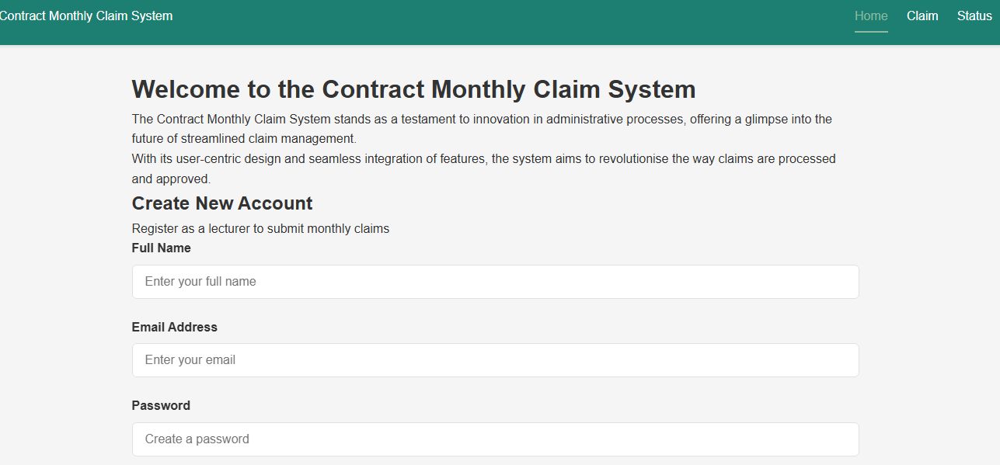 Contract Monthly Claim System
Home Claim Status
Welcome to the Contract Monthly Claim System
The Contract Monthly Claim System stands as a testament to innovation in administrative processes, offering a glimpse into the
future of streamlined claim management.
With its user-centric design and seamless integration of features, the system aims to revolutionise the way claims are processed
and approved.
Create New Account
Register as a lecturer to submit monthly claims
Full Name
Enter your full name
Email Address
Enter your email
Password
Create a password